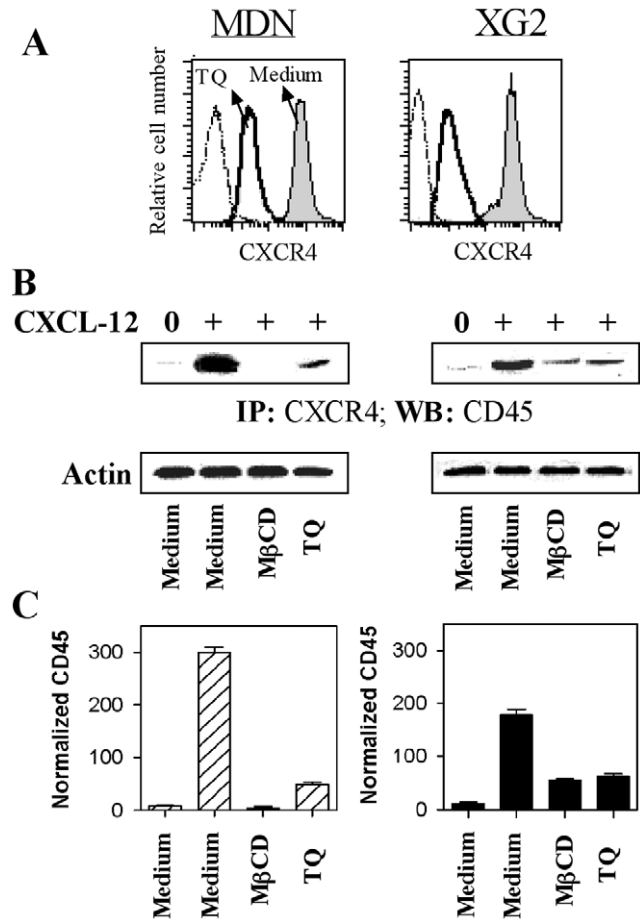 A
MDN
XG2
TQ
Medium
Relative cell number
CXCR4
CXCR4
B
CXCL-12 0 + + +
0 + + +
IP: CXCR4; WB: CD45
Actin
Medium Medium MβCD TQ
Medium Medium MβCD TQ
C
Normalized CD45
300
200
100
0
Medium Medium MβCD TQ
Normalized CD45
300
200
100
0
Medium Medium MβCD TQ